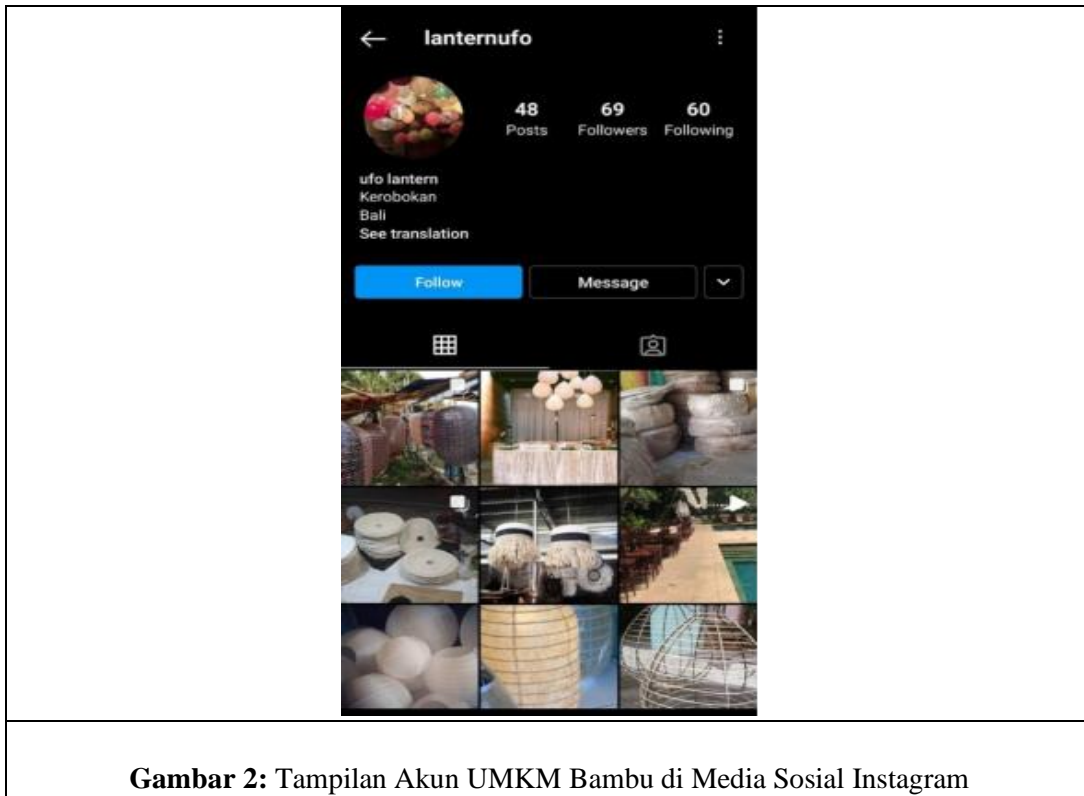 lanternufo
48 69 60
Posts Followers Following
ufo lantern
Kerobokan
Bali
See translation
Follow Message
Gambar 2: Tampilan Akun UMKM Bambu di Media Sosial Instagram